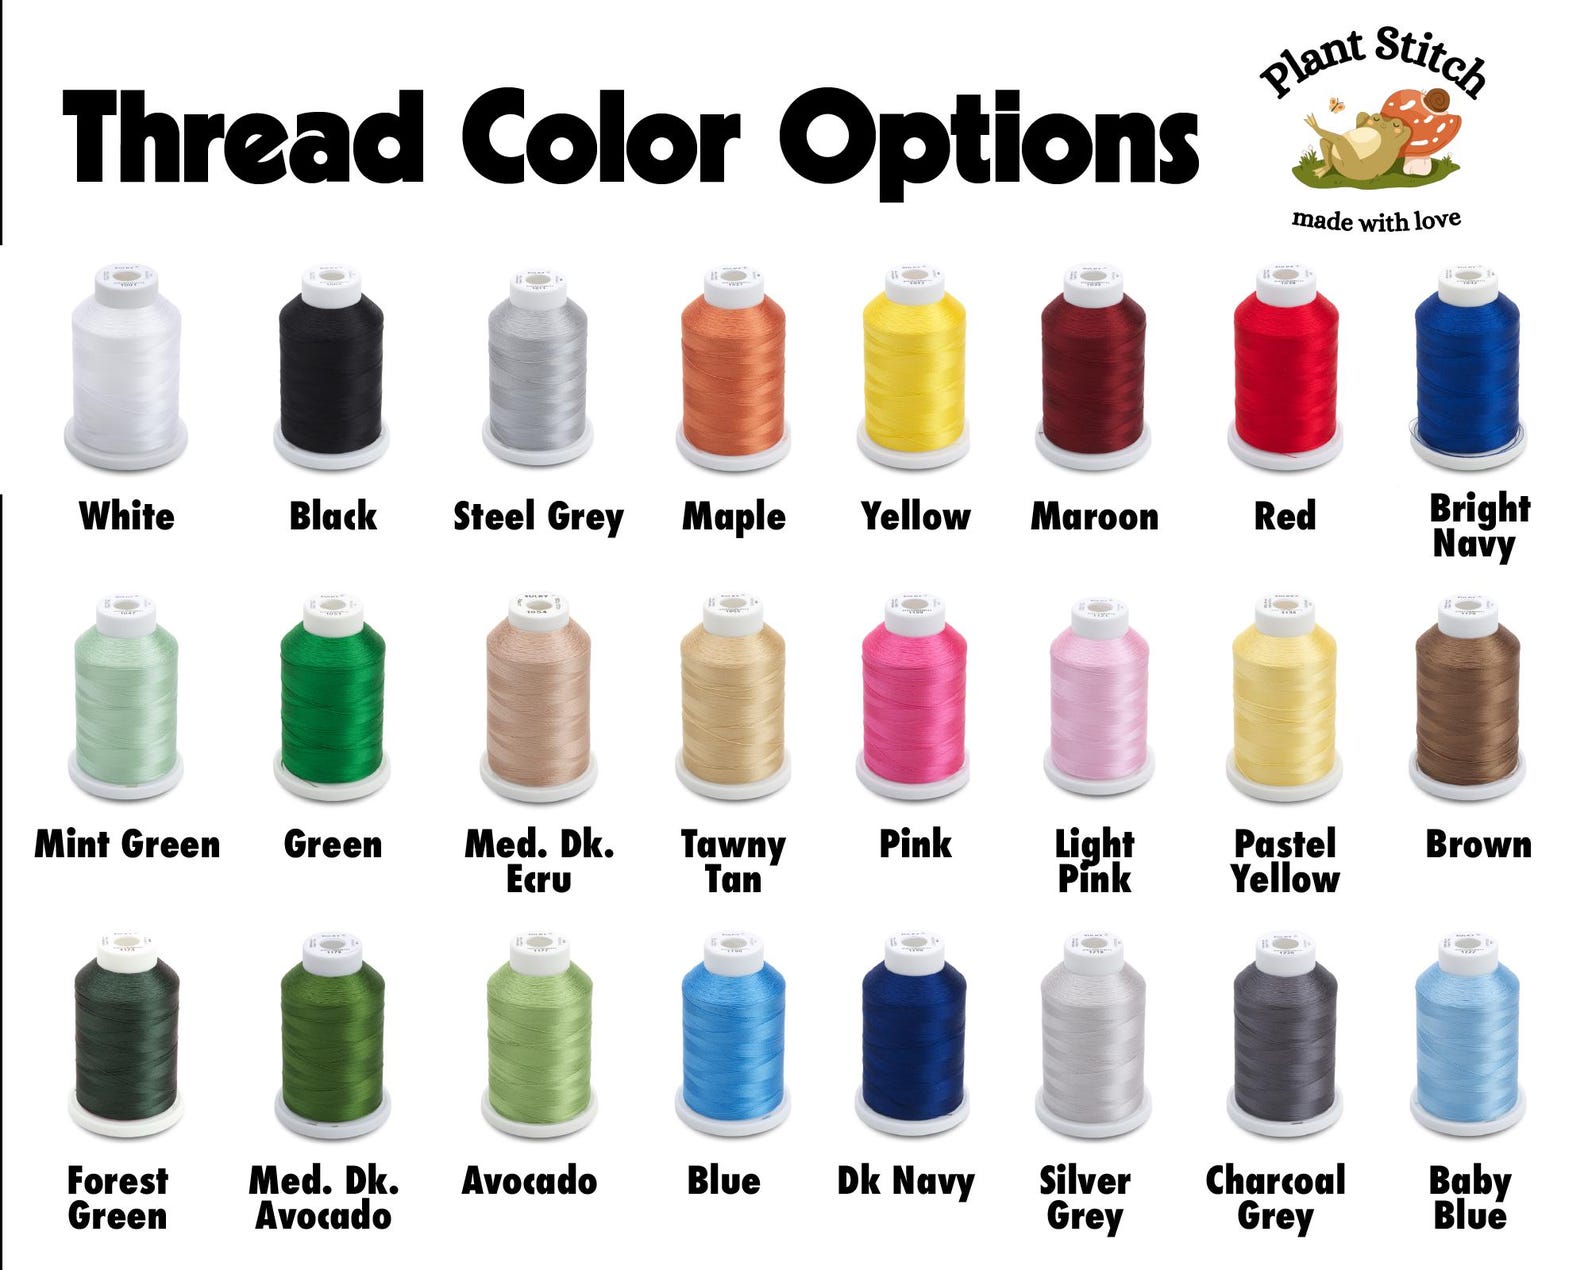 Plant Stitch
Thread Color Options
made with love
White
Black
Steel Grey
Maple
Yellow
Maroon
Red
Bright
Navy
Mint Green
Green
Med. Dk.
Ecru
Tawny
Tan
Pink
Light
Pink
Pastel
Yellow
Brown
Forest
Green
Med. Dk.
Avocado
Avocado
Blue
Dk Navy
Silver
Grey
Charcoal
Grey
Baby
Blue